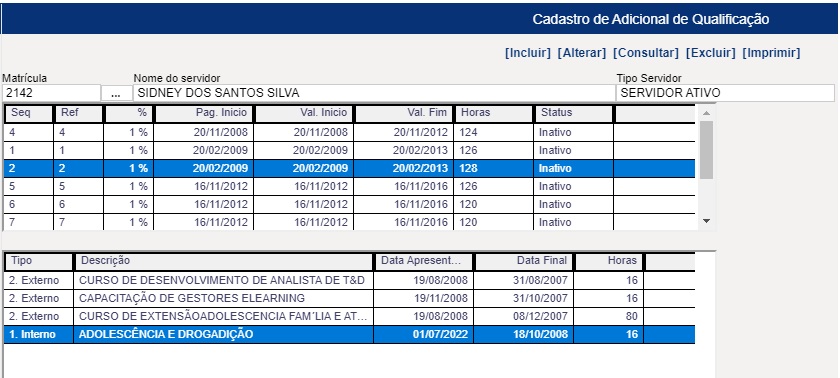 Cadastro de Adicional de Qualificação
[Incluir] [Alterar] [Consultar] [Excluir] [Imprimir]
Matrícula Nome do servidor Tipo Servidor
2142 ... SIDNEY DOS SANTOS SILVA SERVIDOR ATIVO
Seq Ref % Pag. Inicio Val. Inicio Val. Fim Horas Status
4 4 1 % 20/11/2008 20/11/2008 20/11/2012 124 Inativo
1 1 1 % 20/02/2009 20/02/2009 20/02/2013 126 Inativo
2 2 1 % 20/02/2009 20/02/2009 20/02/2013 128 Inativo
5 5 1 % 16/11/2012 16/11/2012 16/11/2016 126 Inativo
6 6 1 % 16/11/2012 16/11/2012 16/11/2016 120 Inativo
7 7 1 % 16/11/2012 16/11/2012 16/11/2016 120 Inativo
Tipo Descrição Data Apresent... Data Final Horas
2. Externo CURSO DE DESENVOLVIMENTO DE ANALISTA DE T&D 19/08/2008 31/08/2007 16
2. Externo CAPACITAÇÃO DE GESTORES ELEARNING 19/11/2008 31/10/2007 16
2. Externo CURSO DE EXTENSÃOADOLESCENCIA FAM´LIA E AT... 19/08/2008 08/12/2007 80
1. Interno ADOLESCÊNCIA E DROGADIÇÃO 01/07/2022 18/10/2008 16